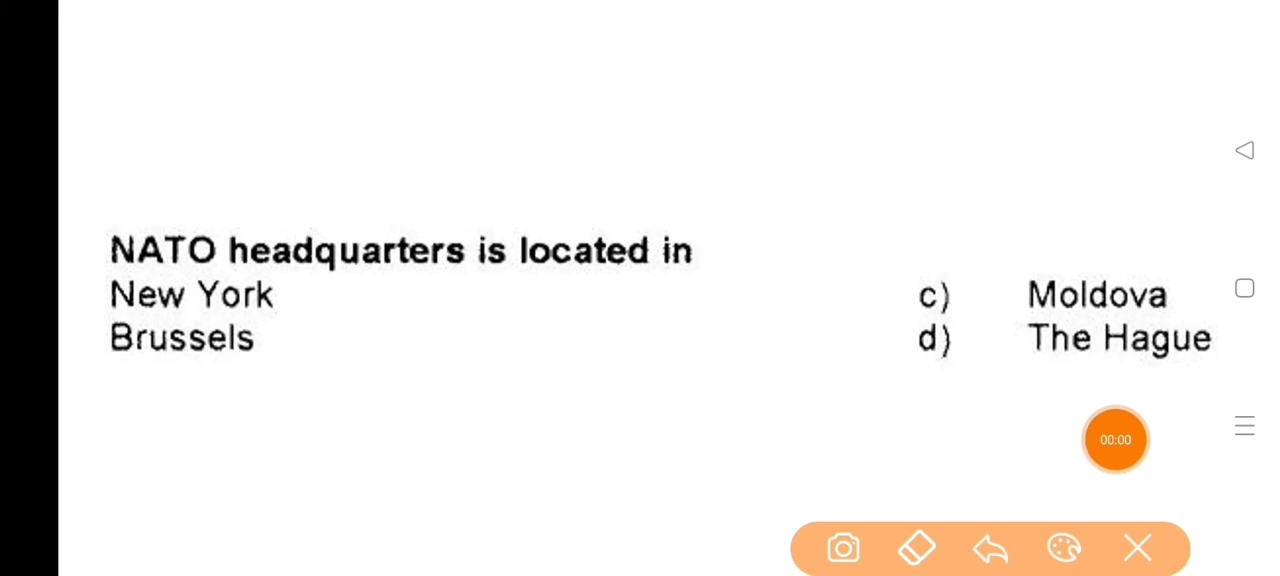 NATO headquarters is located in
New York c) Moldova
Brussels d) The Hague
00:00